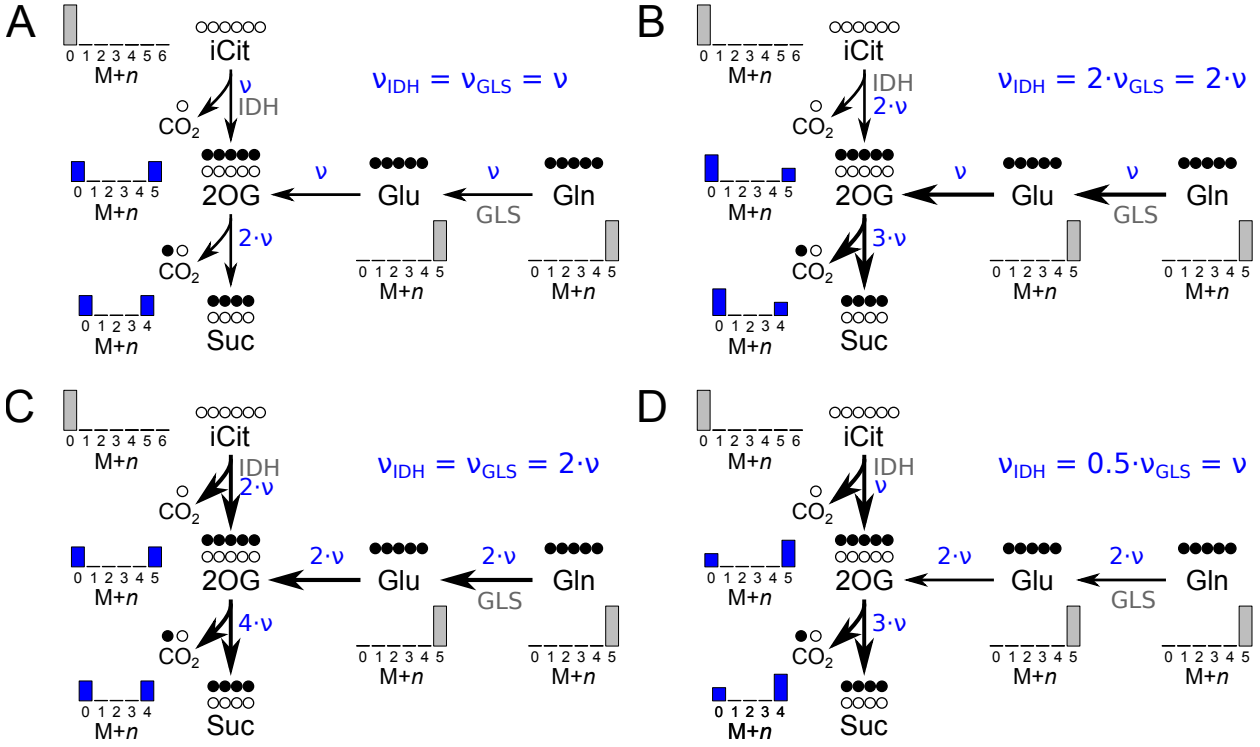 A
0 1 2 3 4 5 6
M+n
iCit
ν
IDH
CO₂
ν_IDH = ν_GLS = ν
0 1 2 3 4 5
M+n
2OG
ν
Glu
ν
GLS
Gln
2·ν
CO₂
0 1 2 3 4 5
M+n
0 1 2 3 4 5
M+n
0 1 2 3 4
M+n
Suc
B
0 1 2 3 4 5 6
M+n
iCit
IDH
2·ν
CO₂
ν_IDH = 2·ν_GLS = 2·ν
0 1 2 3 4 5
M+n
2OG
ν
Glu
ν
GLS
Gln
3·ν
CO₂
0 1 2 3 4 5
M+n
0 1 2 3 4 5
M+n
0 1 2 3 4
M+n
Suc
C
0 1 2 3 4 5 6
M+n
iCit
IDH
2·ν
CO₂
ν_IDH = ν_GLS = 2·ν
0 1 2 3 4 5
M+n
2OG
2·ν
Glu
2·ν
GLS
Gln
4·ν
CO₂
0 1 2 3 4 5
M+n
0 1 2 3 4 5
M+n
0 1 2 3 4
M+n
Suc
D
0 1 2 3 4 5 6
M+n
iCit
IDH
ν
CO₂
ν_IDH = 0.5·ν_GLS = ν
0 1 2 3 4 5
M+n
2OG
2·ν
Glu
2·ν
GLS
Gln
3·ν
CO₂
0 1 2 3 4 5
M+n
0 1 2 3 4 5
M+n
0 1 2 3 4
M+n
Suc